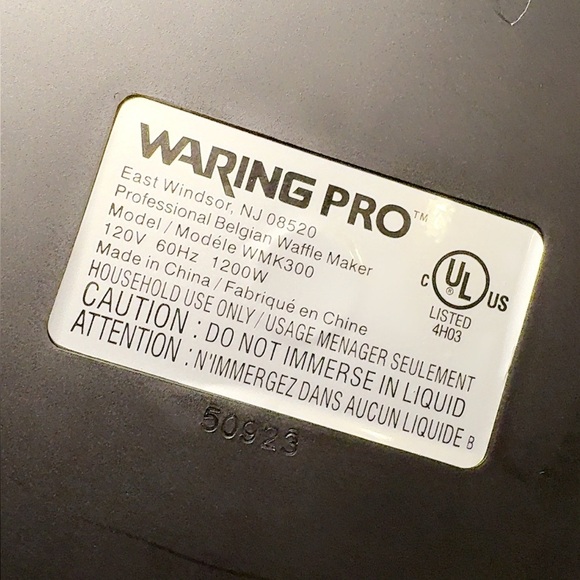 WARING PRO™
East Windsor, NJ 08520
Professional Belgian Waffle Maker
Model / Modéle WMK300
120V 60Hz 1200W
Made in China / Fabriqué en Chine
HOUSEHOLD USE ONLY / USAGE MENAGER SEULEMENT
CAUTION : DO NOT IMMERSE IN LIQUID
ATTENTION : N'IMMERGEZ DANS AUCUN LIQUIDE B
C UL ® US
LISTED
4H03
50923